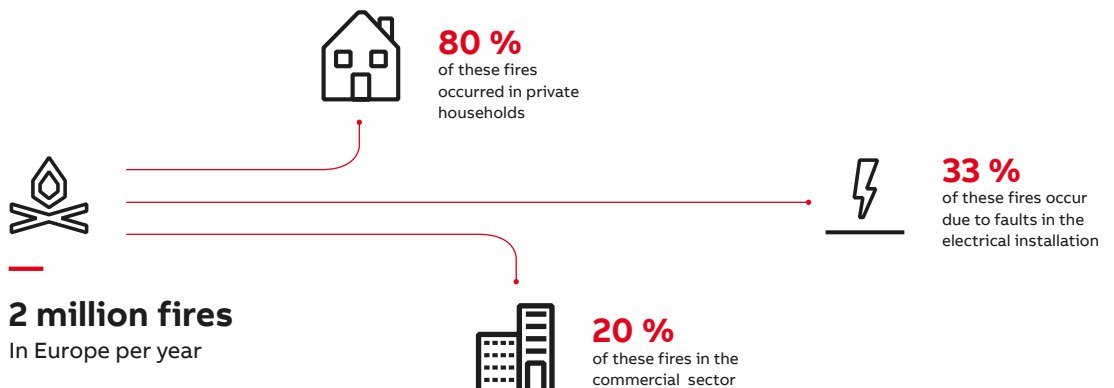 80 %
of these fires
occurred in private
households
33 %
of these fires occur
due to faults in the
electrical installation
2 million fires
In Europe per year
20 %
of these fires in the
commercial sector